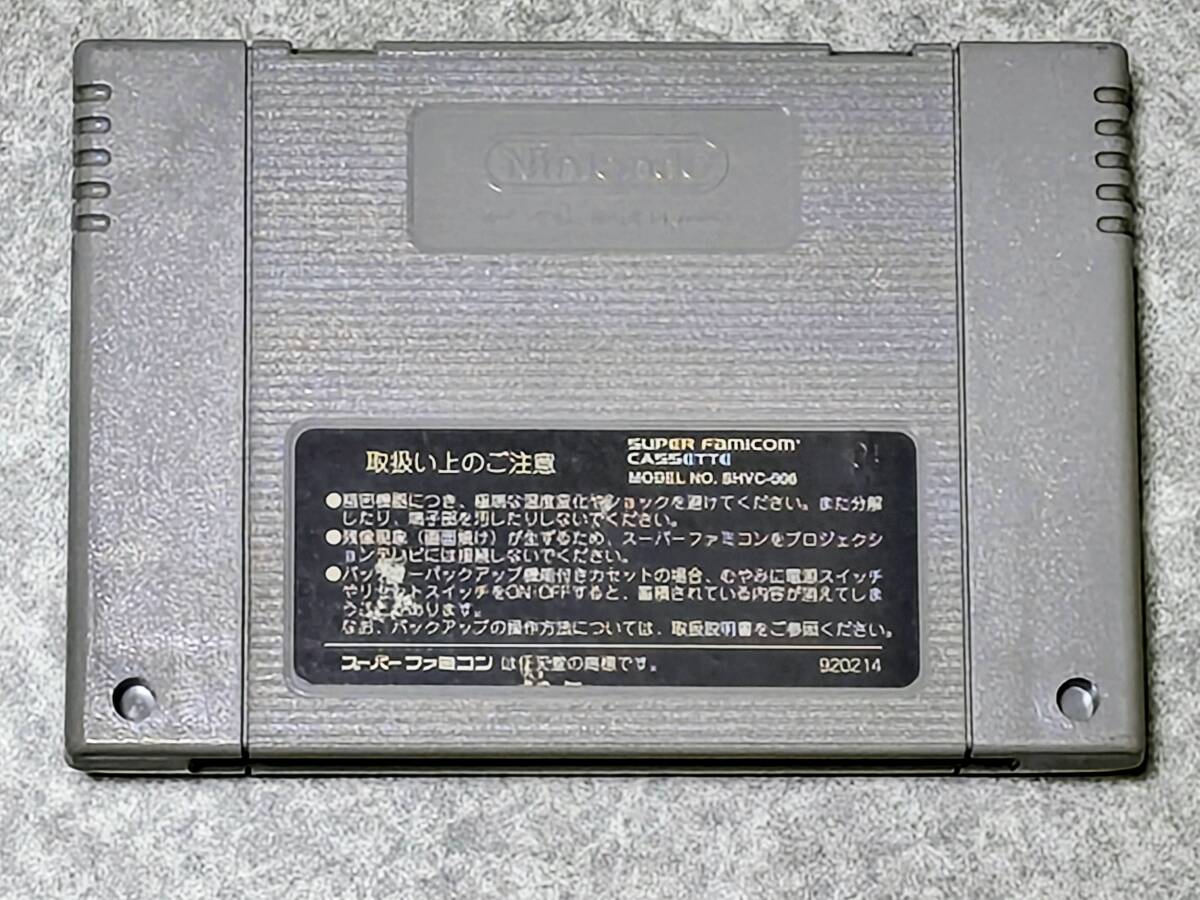 Nintendo
取扱い上のご注意
SUPER FAMICOM
CASSETTE
MODEL NO. SHVC-006
●精密機器につき、極端な温度変化やショックを避けてください。また分解
したり、端子部を汚したりしないでください。
●残像現象（画面焼け）が生ずるため、スーパーファミコンをプロジェクシ
ョンテレビには接続しないでください。
●バッ ーバックアップ機能付きカセットの場合、むやみに電源スイッチ
やリセットスイッチをON OFFすると、蓄積されている内容が消えてしま
う あります。
なお、バックアップの操作方法については、取扱説明書をご参照ください。
スーパーファミコン は任天堂の商標です。
920214